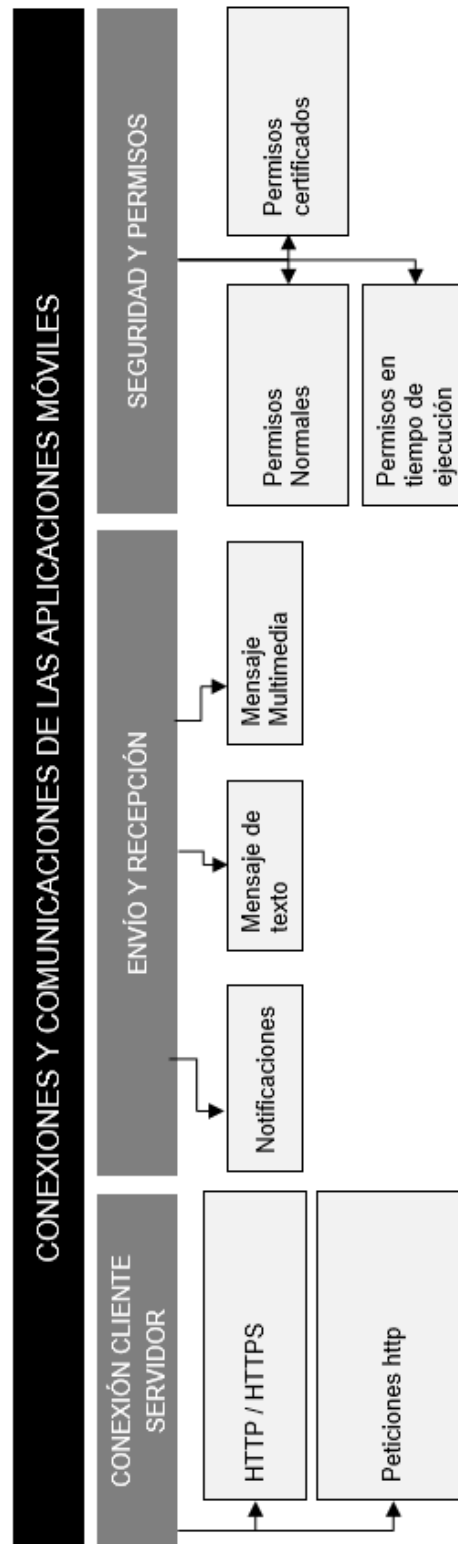 CONEXIONES Y COMUNICACIONES DE LAS APLICACIONES MÓVILES
CONEXIÓN CLIENTE
SERVIDOR
HTTP / HTTPS
Peticiones http
ENVÍO Y RECEPCIÓN
Notificaciones
Mensaje de
texto
Mensaje
Multimedia
SEGURIDAD Y PERMISOS
Permisos
Normales
Permisos
certificados
Permisos en
tiempo de
ejecución